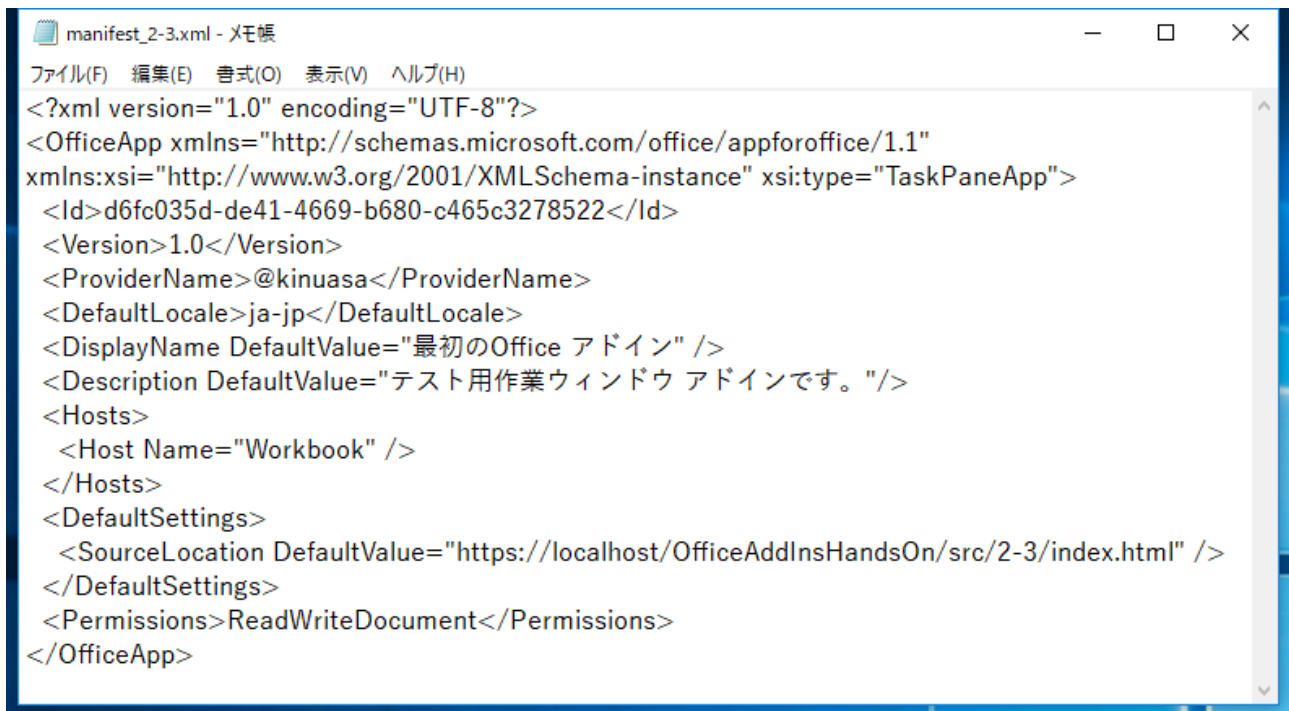 manifest_2-3.xml - メモ帳
ファイル(F) 編集(E) 書式(O) 表示(V) ヘルプ(H)
<?xml version="1.0" encoding="UTF-8"?>
<OfficeApp xmlns="http://schemas.microsoft.com/office/appforoffice/1.1"
xmlns:xsi="http://www.w3.org/2001/XMLSchema-instance" xsi:type="TaskPaneApp">
  <Id>d6fc035d-de41-4669-b680-c465c3278522</Id>
  <Version>1.0</Version>
  <ProviderName>@kinuasa</ProviderName>
  <DefaultLocale>ja-jp</DefaultLocale>
  <DisplayName DefaultValue="最初のOffice アドイン" />
  <Description DefaultValue="テスト用作業ウィンドウ アドインです。"/>
  <Hosts>
    <Host Name="Workbook" />
  </Hosts>
  <DefaultSettings>
    <SourceLocation DefaultValue="https://localhost/OfficeAddInsHandsOn/src/2-3/index.html" />
  </DefaultSettings>
  <Permissions>ReadWriteDocument</Permissions>
</OfficeApp>